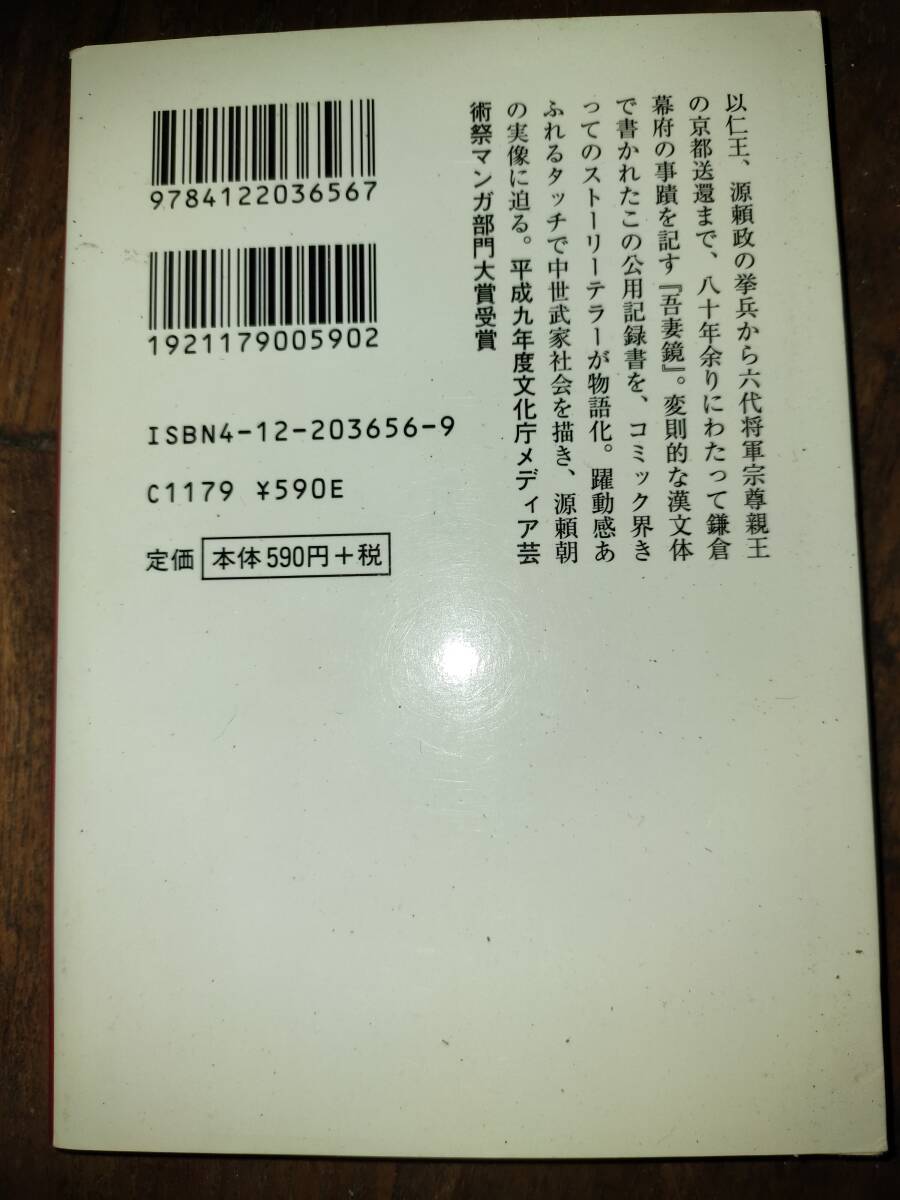 以仁王、源頼政の挙兵から六代将軍宗尊親王
の京都送還まで、八十年余りにわたって鎌倉
幕府の事蹟を記す『吾妻鏡』。変則的な漢文体
で書かれたこの公用記録書を、コミック界き
ってのストーリーテラーが物語化。躍動感あ
ふれるタッチで中世武家社会を描き、源頼朝
の実像に迫る。平成九年度文化庁メディア芸
術祭マンガ部門大賞受賞
9784122036567
1921179005902
ISBN4-12-203656-9
C1179 ¥590E
定価 本体590円+税